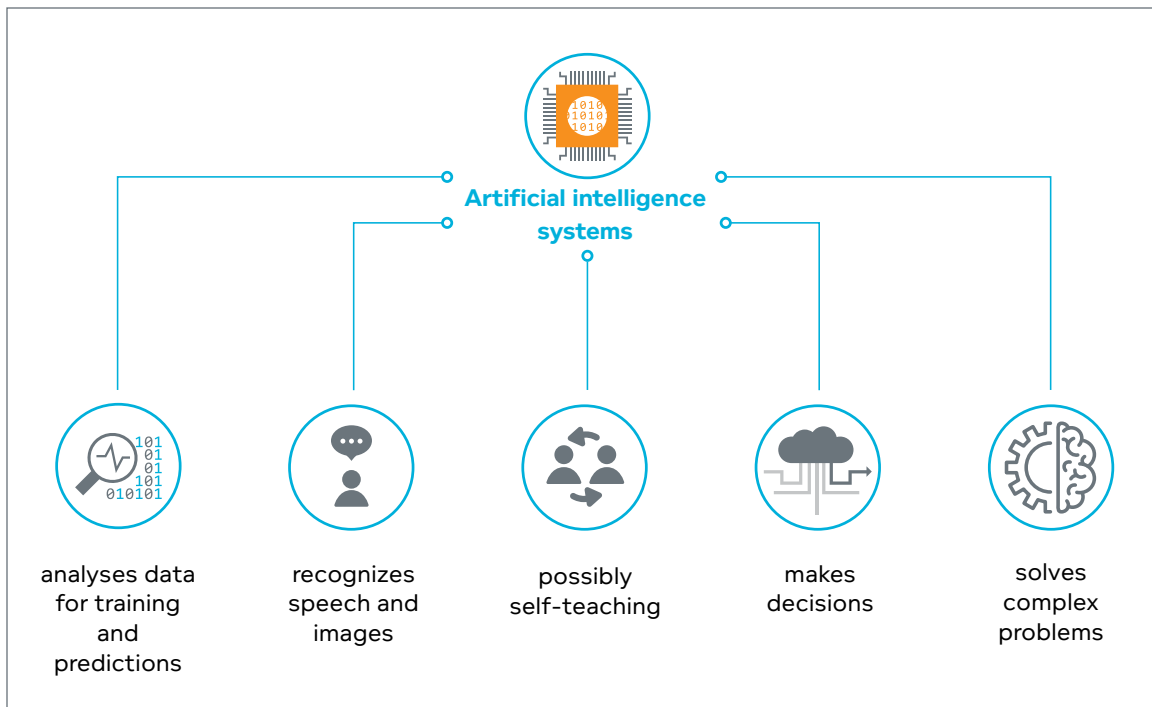 1010
010101
1010
Artificial intelligence
systems
101
01
01
101
010101
analyses data
for training
and
predictions
recognizes
speech and
images
possibly
self-teaching
makes
decisions
solves
complex
problems